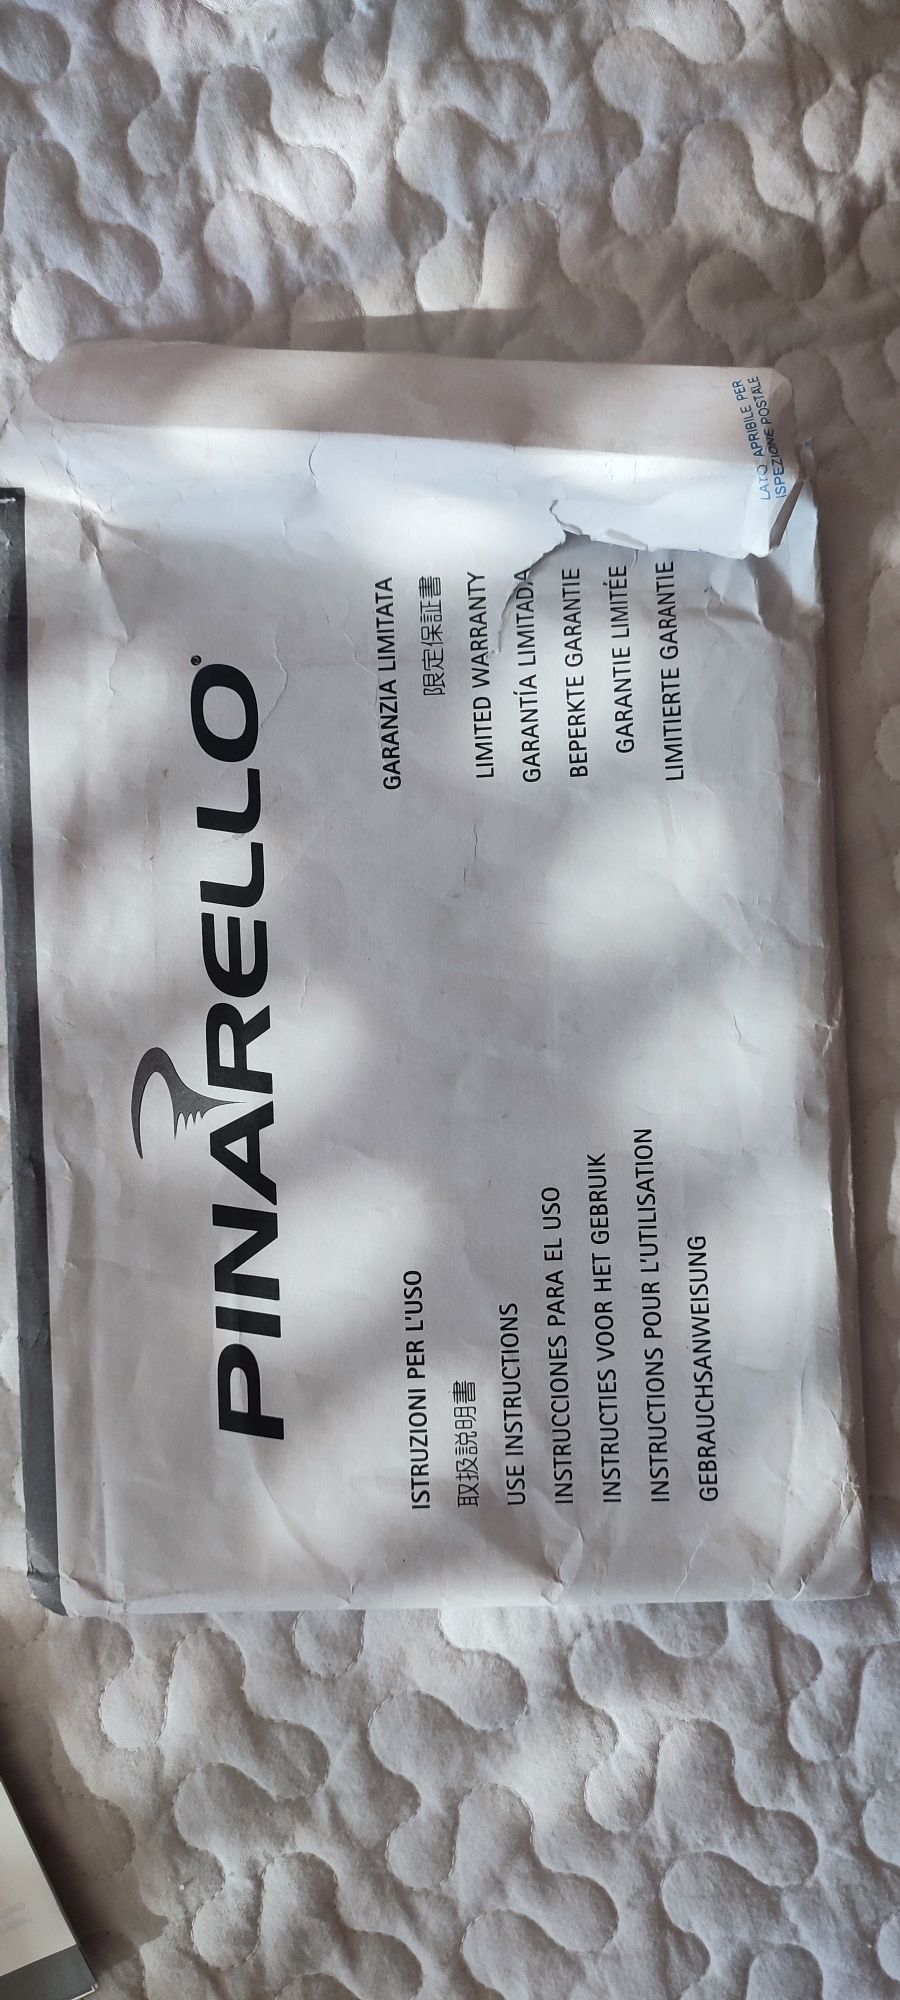 PINARELLO®
ISTRUZIONI PER L'USO
取扱説明書
USE INSTRUCTIONS
INSTRUCCIONES PARA EL USO
INSTRUCTIES VOOR HET GEBRUIK
INSTRUCTIONS POUR L'UTILISATION
GEBRAUCHSANWEISUNG
GARANZIA LIMITATA
限定保証書
LIMITED WARRANTY
GARANTÍA LIMITADA
BEPERKTE GARANTIE
GARANTIE LIMITÉE
LIMITIERTE GARANTIE
LATO APRIBILE PER
ISPEZIONE POSTALE